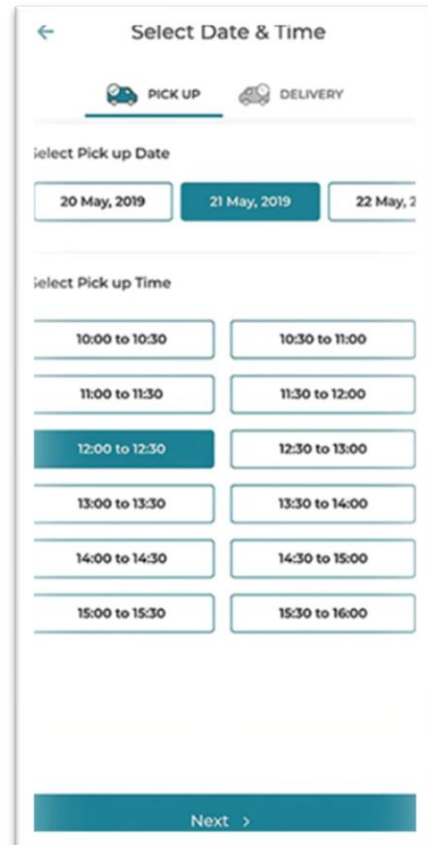 Select Date & Time
PICK UP DELIVERY
Select Pick up Date
20 May, 2019 21 May, 2019 22 May, 2
Select Pick up Time
10:00 to 10:30 10:30 to 11:00
11:00 to 11:30 11:30 to 12:00
12:00 to 12:30 12:30 to 13:00
13:00 to 13:30 13:30 to 14:00
14:00 to 14:30 14:30 to 15:00
15:00 to 15:30 15:30 to 16:00
Next >